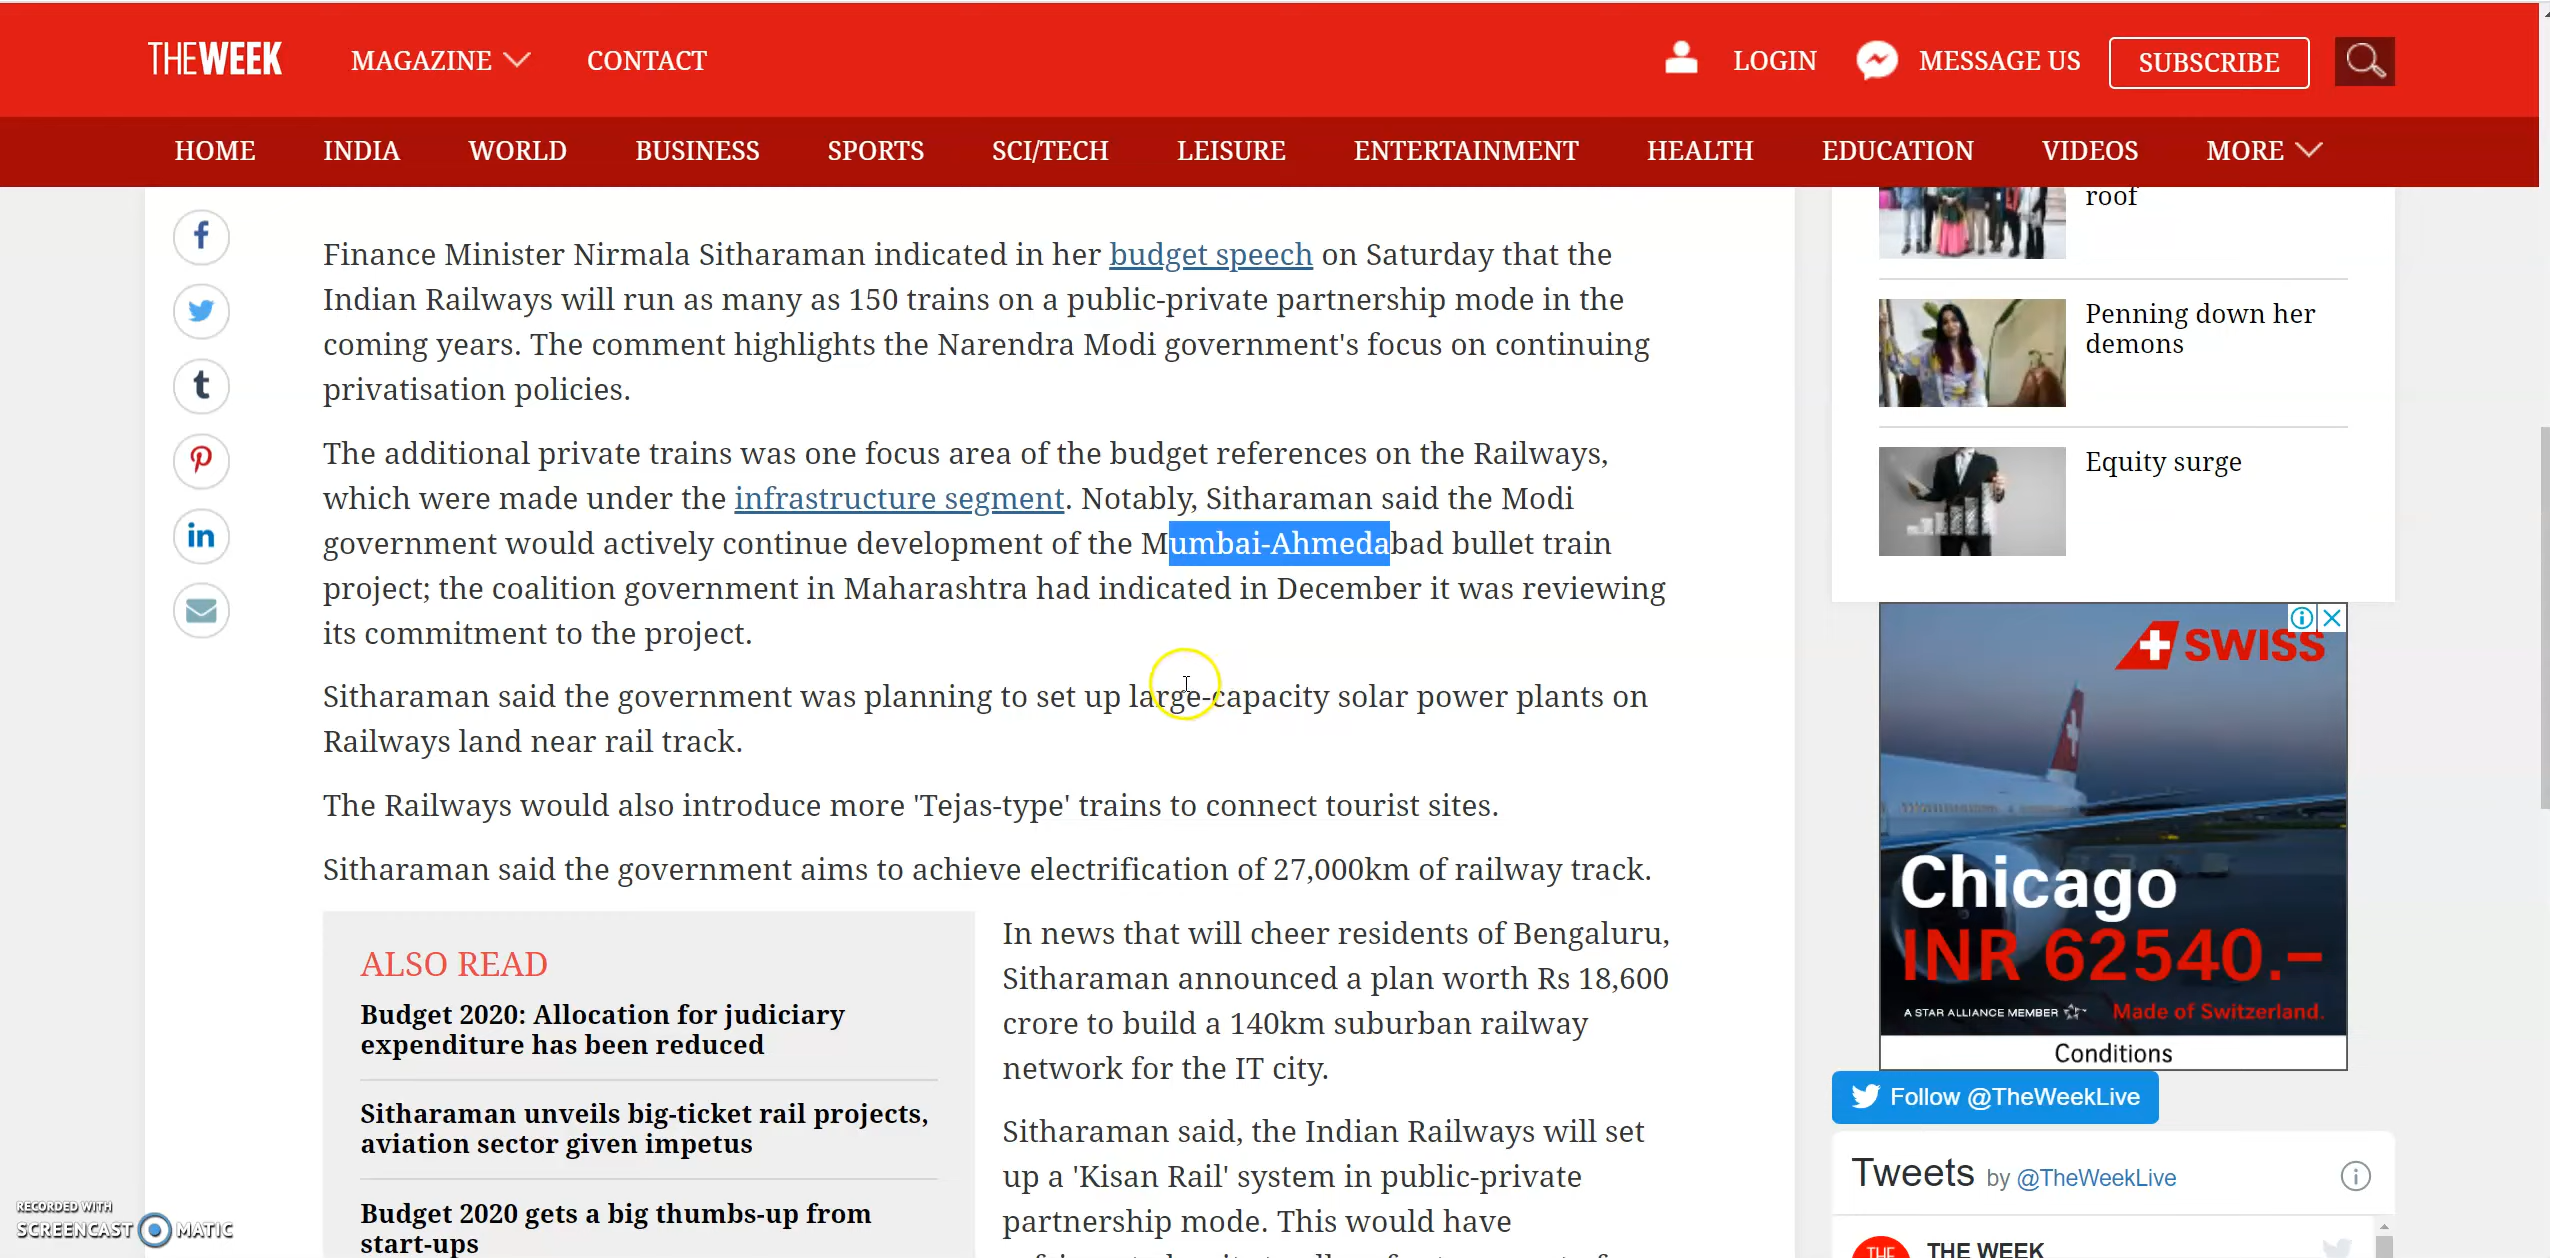 THEWEEK
MAGAZINE
CONTACT
LOGIN
MESSAGE US
SUBSCRIBE
HOME
INDIA
WORLD
BUSINESS
SPORTS
SCI/TECH
LEISURE
ENTERTAINMENT
HEALTH
EDUCATION
VIDEOS
MORE
Finance Minister Nirmala Sitharaman indicated in her budget speech on Saturday that the
Indian Railways will run as many as 150 trains on a public-private partnership mode in the
coming years. The comment highlights the Narendra Modi government's focus on continuing
privatisation policies.
The additional private trains was one focus area of the budget references on the Railways,
which were made under the infrastructure segment. Notably, Sitharaman said the Modi
government would actively continue development of the Mumbai-Ahmedabad bullet train
project; the coalition government in Maharashtra had indicated in December it was reviewing
its commitment to the project.
Sitharaman said the government was planning to set up large-capacity solar power plants on
Railways land near rail track.
The Railways would also introduce more 'Tejas-type' trains to connect tourist sites.
Sitharaman said the government aims to achieve electrification of 27,000km of railway track.
ALSO READ
Budget 2020: Allocation for judiciary
expenditure has been reduced
Sitharaman unveils big-ticket rail projects,
aviation sector given impetus
Budget 2020 gets a big thumbs-up from
start-ups
In news that will cheer residents of Bengaluru,
Sitharaman announced a plan worth Rs 18,600
crore to build a 140km suburban railway
network for the IT city.
Sitharaman said, the Indian Railways will set
up a 'Kisan Rail' system in public-private
partnership mode. This would have
roof
Penning down her
demons
Equity surge
SWISS
Chicago
INR 62540.–
A STAR ALLIANCE MEMBER
Made of Switzerland.
Conditions
Follow @TheWeekLive
Tweets by @TheWeekLive
THE
THE WEEK
RECORDED WITH
SCREENCAST MATIC